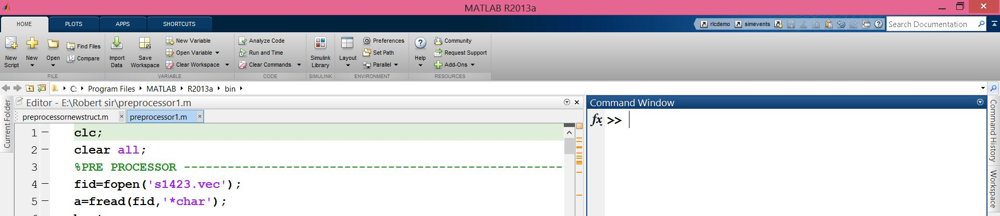 MATLAB R2013a
HOME PLOTS APPS SHORTCUTS
rlcdemo simevents Search Documentation
New Script
New
Open
Find Files
Compare
FILE
Import Data
Save Workspace
New Variable
Open Variable
Clear Workspace
VARIABLE
Analyze Code
Run and Time
Clear Commands
CODE
Simulink Library
SIMULINK
Layout
Preferences
Set Path
Parallel
ENVIRONMENT
Help
Community
Request Support
Add-Ons
RESOURCES
C: Program Files MATLAB R2013a bin
Current Folder
Editor - E:\Robert sir\preprocessor1.m
preprocessornewstruct.m × preprocessor1.m ×
1 – clc;
2 – clear all;
3 %PRE PROCESSOR ----------------------------------------------------
4 – fid=fopen('s1423.vec');
5 – a=fread(fid,'*char');
Command Window
fx >>
Command History
Workspace